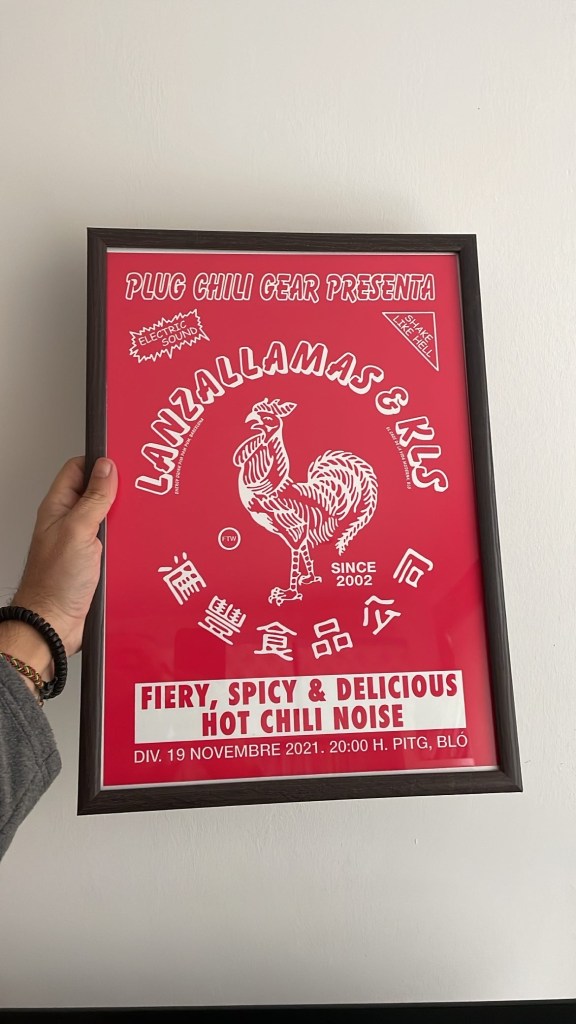 PLUG CHILI GEAR PRESENTA
ELECTRIC
SOUND
SHAKE
LIKE HELL
LANZALLAMAS & KLS
FTW
SINCE
2002
滙豐食品公司
FIERY, SPICY & DELICIOUS
HOT CHILI NOISE
DIV. 19 NOVEMBRE 2021. 20:00 H. PITG, BLÓ